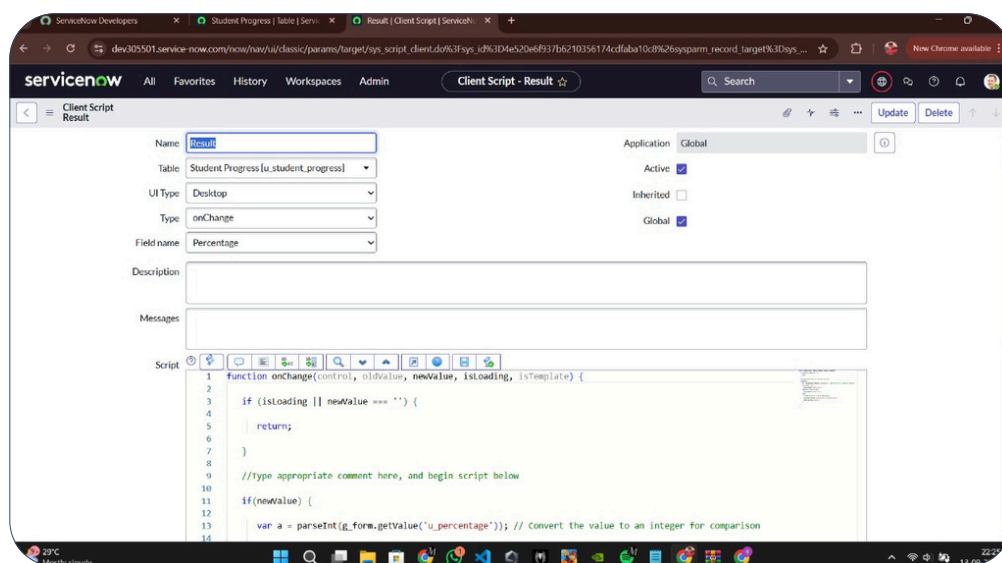 ServiceNow Developers
Student Progress | Table | Servic
Result | Client Script | ServiceN
dev305501.service-now.com/now/nav/ui/classic/params/target/sys_script_client.do%3Fsys_id%3D4e520e6f937b6210356174cdfaba10c8%26sysparm_record_target%3Dsys_...
New Chrome available
servicenow
All Favorites History Workspaces Admin
Client Script - Result
Search
Client Script
Result
Update Delete
Name Result
Application Global
Table Student Progress [u_student_progress]
Active
UI Type Desktop
Inherited
Type onChange
Global
Field name Percentage
Description
Messages
Script
1 function onChange(control, oldValue, newValue, isLoading, isTemplate) {
2
3 if (isLoading || newValue === '') {
4
5 return;
6
7 }
8
9 //Type appropriate comment here, and begin script below
10
11 if(newValue) {
12
13 var a = parseInt(g_form.getValue('u_percentage')); // Convert the value to an integer for comparison
14
29°C
Mostly cloudy
22:25